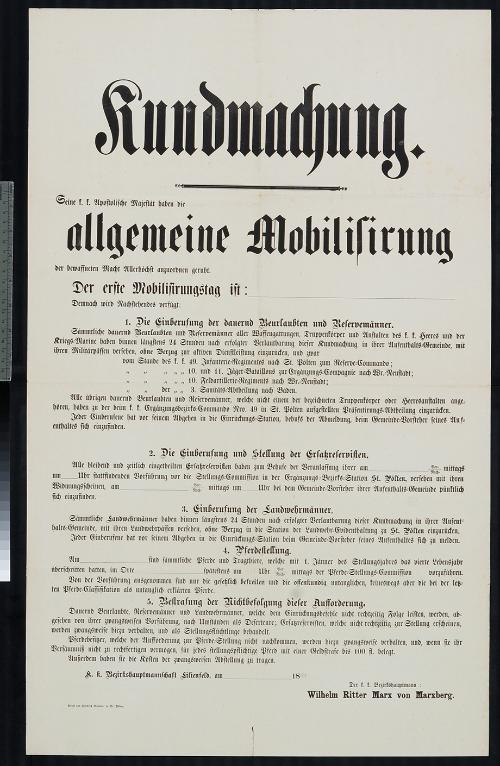 Kundmachung.
Seine k. k. Apostolische Majestät haben die
allgemeine Mobilisirung
der bewaffneten Macht Allerhöchst anzuordnen geruht.
Der erste Mobilisirungstag ist:
Demnach wird Nachstehendes verfügt:
1. Die Einberufung der dauernd Beurlaubten und Reservemänner.
Sämmtliche dauernd Beurlaubten und Reservemänner aller Waffengattungen, Truppenkörper und Anstalten des k. k. Heeres und der
Kriegs-Marine haben binnen längstens 24 Stunden nach erfolgter Verlautbarung dieser Kundmachung in ihrer Aufenthalts-Gemeinde, mit
ihren Militärpässen versehen, ohne Verzug zur aktiven Dienstleistung einzurücken, und zwar
vom Stande des k. k. 49. Infanterie-Regiments nach St. Pölten zum Reserve-Commando;
„ „ „ „ 10. und 11. Jäger-Bataillons zur Ergänzungs-Compagnie nach Wr.-Neustadt;
„ „ „ „ 10. Feldartillerie-Regiments nach Wr.-Neustadt;
„ „ der „ „ 3. Sanitäts-Abtheilung nach Baden.
Alle übrigen dauernd Beurlaubten und Reservemänner, welche nicht einem der bezeichneten Truppenkörper oder Heeresanstalten ange-
hören, haben zu der beim k. k. Ergänzungsbezirks-Commando Nro. 49 in St. Pölten aufgestellten Präsentirungs-Abtheilung einzurücken.
Jeder Einberufene hat vor seinem Abgehen in die Einrückungs-Station, behufs der Abmeldung, beim Gemeinde-Vorsteher seines Auf-
enthaltes sich einzufinden.
2. Die Einberufung und Stellung der Ersatzreservisten.
Alle bleibend und zeitlich eingetheilten Ersatzreservisten haben zum Behufe der Veranlassung ihrer am mittags
um Uhr stattfindenden Vorführung vor die Stellungs-Commission in der Ergänzungs-Bezirks-Station St. Pölten, versehen mit ihren
Widmungsscheinen, am mittags um Uhr bei dem Gemeinde-Vorsteher ihrer Aufenthalts-Gemeinde pünktlich
sich einzufinden.
3. Einberufung der Landwehrmänner.
Sämmtliche Landwehrmänner haben binnen längstens 24 Stunden nach erfolgter Verlautbarung dieser Kundmachung in ihrer Aufent-
halts-Gemeinde, mit ihren Landwehrpässen versehen, ohne Verzug in die Station der Landwehr-Evidenthaltung zu St. Pölten einzurücken.
Jeder Einberufene hat vor seinem Abgehen in die Einrückungs-Station beim Gemeinde-Vorsteher seines Aufenthaltes sich zu melden.
4. Pferdestellung.
Am sind sämmtliche Pferde und Tragthiere, welche mit 1. Jänner des Stellungsjahres das vierte Lebensjahr
überschritten hatten, im Orte spätestens um Uhr mittags der Pferde-Stellungs-Commission vorzuführen.
Von der Vorführung ausgenommen sind nur die gesetzlich befreiten und die offenkundig untauglichen, keineswegs aber die bei der letz-
ten Pferde-Classifikation als untauglich erklärten Pferde.
5. Bestrafung der Nichtbefolgung dieser Aufforderung.
Dauernd Beurlaubte, Reservemänner und Landwehrmänner, welche dem Einrückungsbefehle nicht rechtzeitig Folge leisten, werden, ab-
gesehen von ihrer zwangsweisen Vorführung, nach Umständen als Deserteure; Ersatzreservisten, welche nicht rechtzeitig zur Stellung erscheinen,
werden zwangsweise hiezu verhalten, und als Stellungsflüchtlinge behandelt.
Pferdebesitzer, welche der Aufforderung zur Pferde-Stellung nicht nachkommen, werden hiezu zwangsweise verhalten und, wenn sie ihr
Versäumniß nicht zu rechtfertigen vermögen, für jedes stellungspflichtige Pferd mit einer Geldstrafe bis 100 fl. belegt.
Außerdem haben sie die Kosten der zwangsweisen Abstellung zu tragen.
K. k. Bezirkshauptmannschaft Lilienfeld, am 18
Der k. k. Bezirkshauptmann:
Wilhelm Ritter Marx von Marxberg.